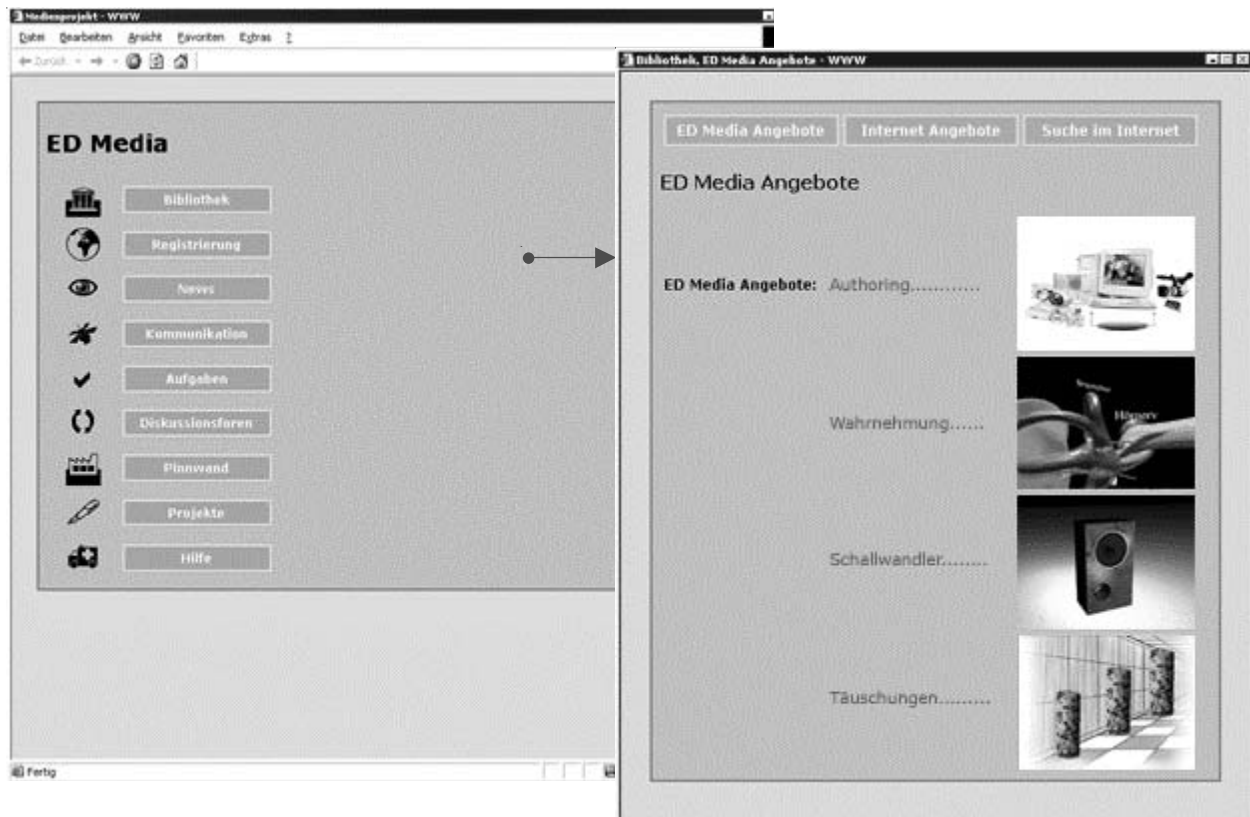 Medienprojekt - WWW
Datei Bearbeiten Ansicht Favoriten Extras ?
Zurück
ED Media
Bibliothek
Registrierung
News
Kommunikation
Aufgaben
Diskussionsforen
Pinnwand
Projekte
Hilfe
Fertig
Bibliothek, ED Media Angebote - WWW
ED Media Angebote Internet Angebote Suche im Internet
ED Media Angebote
ED Media Angebote: Authoring............
Wahrnehmung......
Schallwandler........
Täuschungen.........